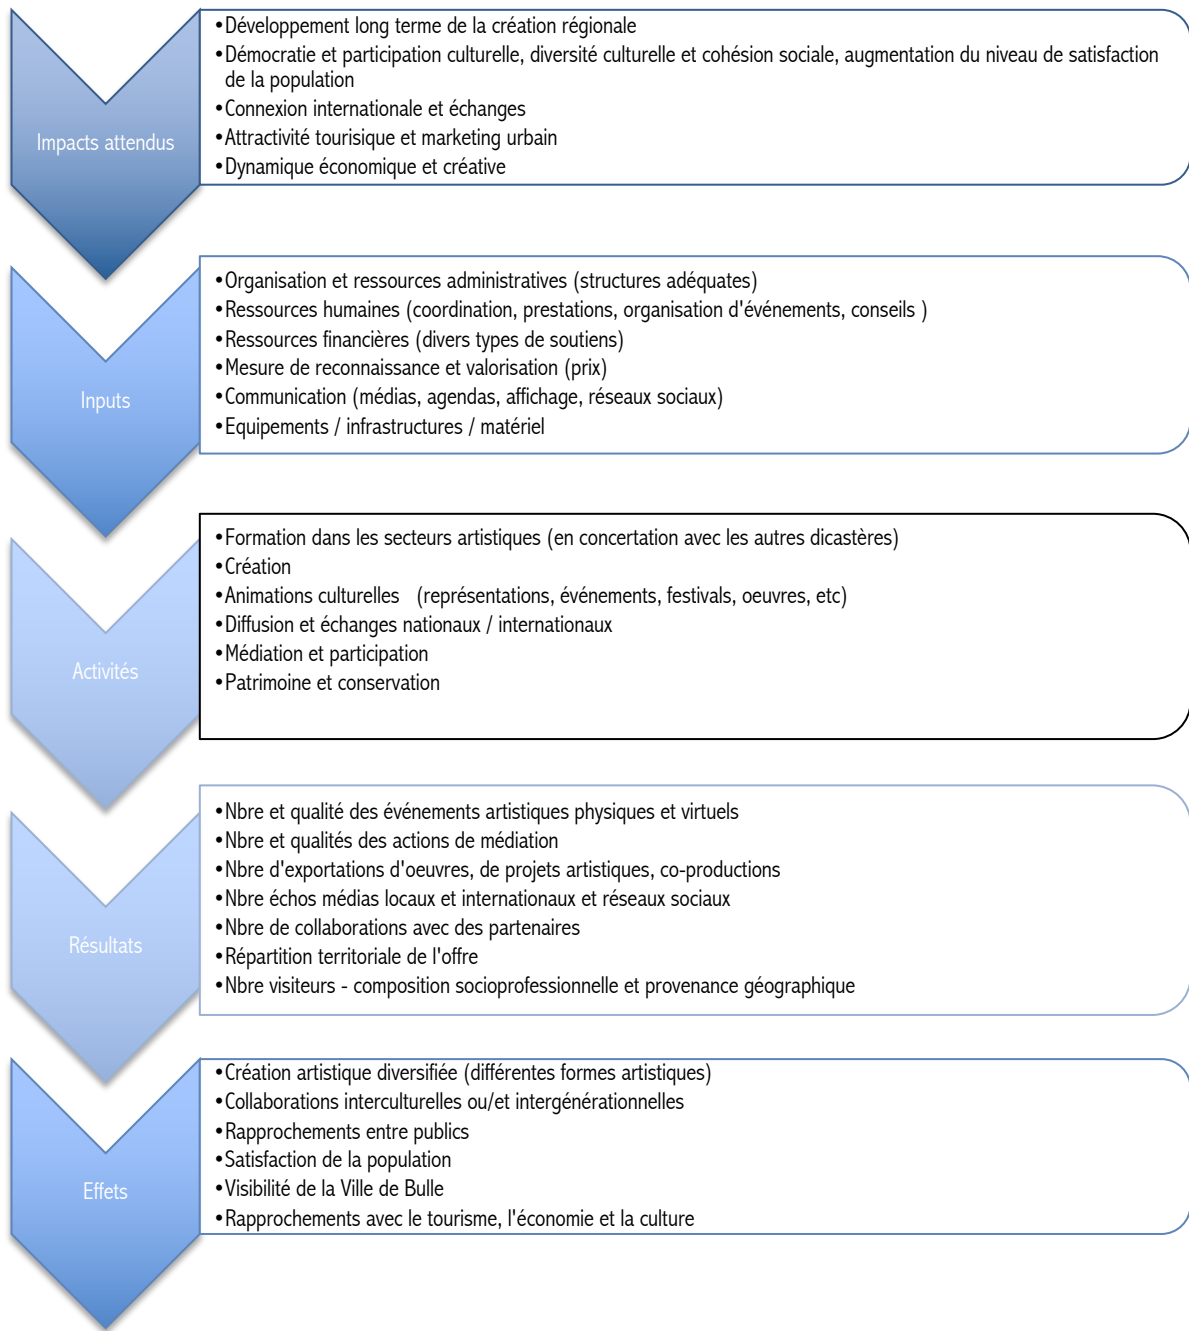 Impacts attendus
•Développement long terme de la création régionale
•Démocratie et participation culturelle, diversité culturelle et cohésion sociale, augmentation du niveau de satisfaction
de la population
•Connexion internationale et échanges
•Attractivité tourisique et marketing urbain
•Dynamique économique et créative
Inputs
•Organisation et ressources administratives (structures adéquates)
•Ressources humaines (coordination, prestations, organisation d'événements, conseils )
•Ressources financières (divers types de soutiens)
•Mesure de reconnaissance et valorisation (prix)
•Communication (médias, agendas, affichage, réseaux sociaux)
•Equipements / infrastructures / matériel
Activités
•Formation dans les secteurs artistiques (en concertation avec les autres dicastères)
•Création
•Animations culturelles (représentations, événements, festivals, oeuvres, etc)
•Diffusion et échanges nationaux / internationaux
•Médiation et participation
•Patrimoine et conservation
Résultats
•Nbre et qualité des événements artistiques physiques et virtuels
•Nbre et qualités des actions de médiation
•Nbre d'exportations d'oeuvres, de projets artistiques, co-productions
•Nbre échos médias locaux et internationaux et réseaux sociaux
•Nbre de collaborations avec des partenaires
•Répartition territoriale de l'offre
•Nbre visiteurs - composition socioprofessionnelle et provenance géographique
Effets
•Création artistique diversifiée (différentes formes artistiques)
•Collaborations interculturelles ou/et intergénérationnelles
•Rapprochements entre publics
•Satisfaction de la population
•Visibilité de la Ville de Bulle
•Rapprochements avec le tourisme, l'économie et la culture